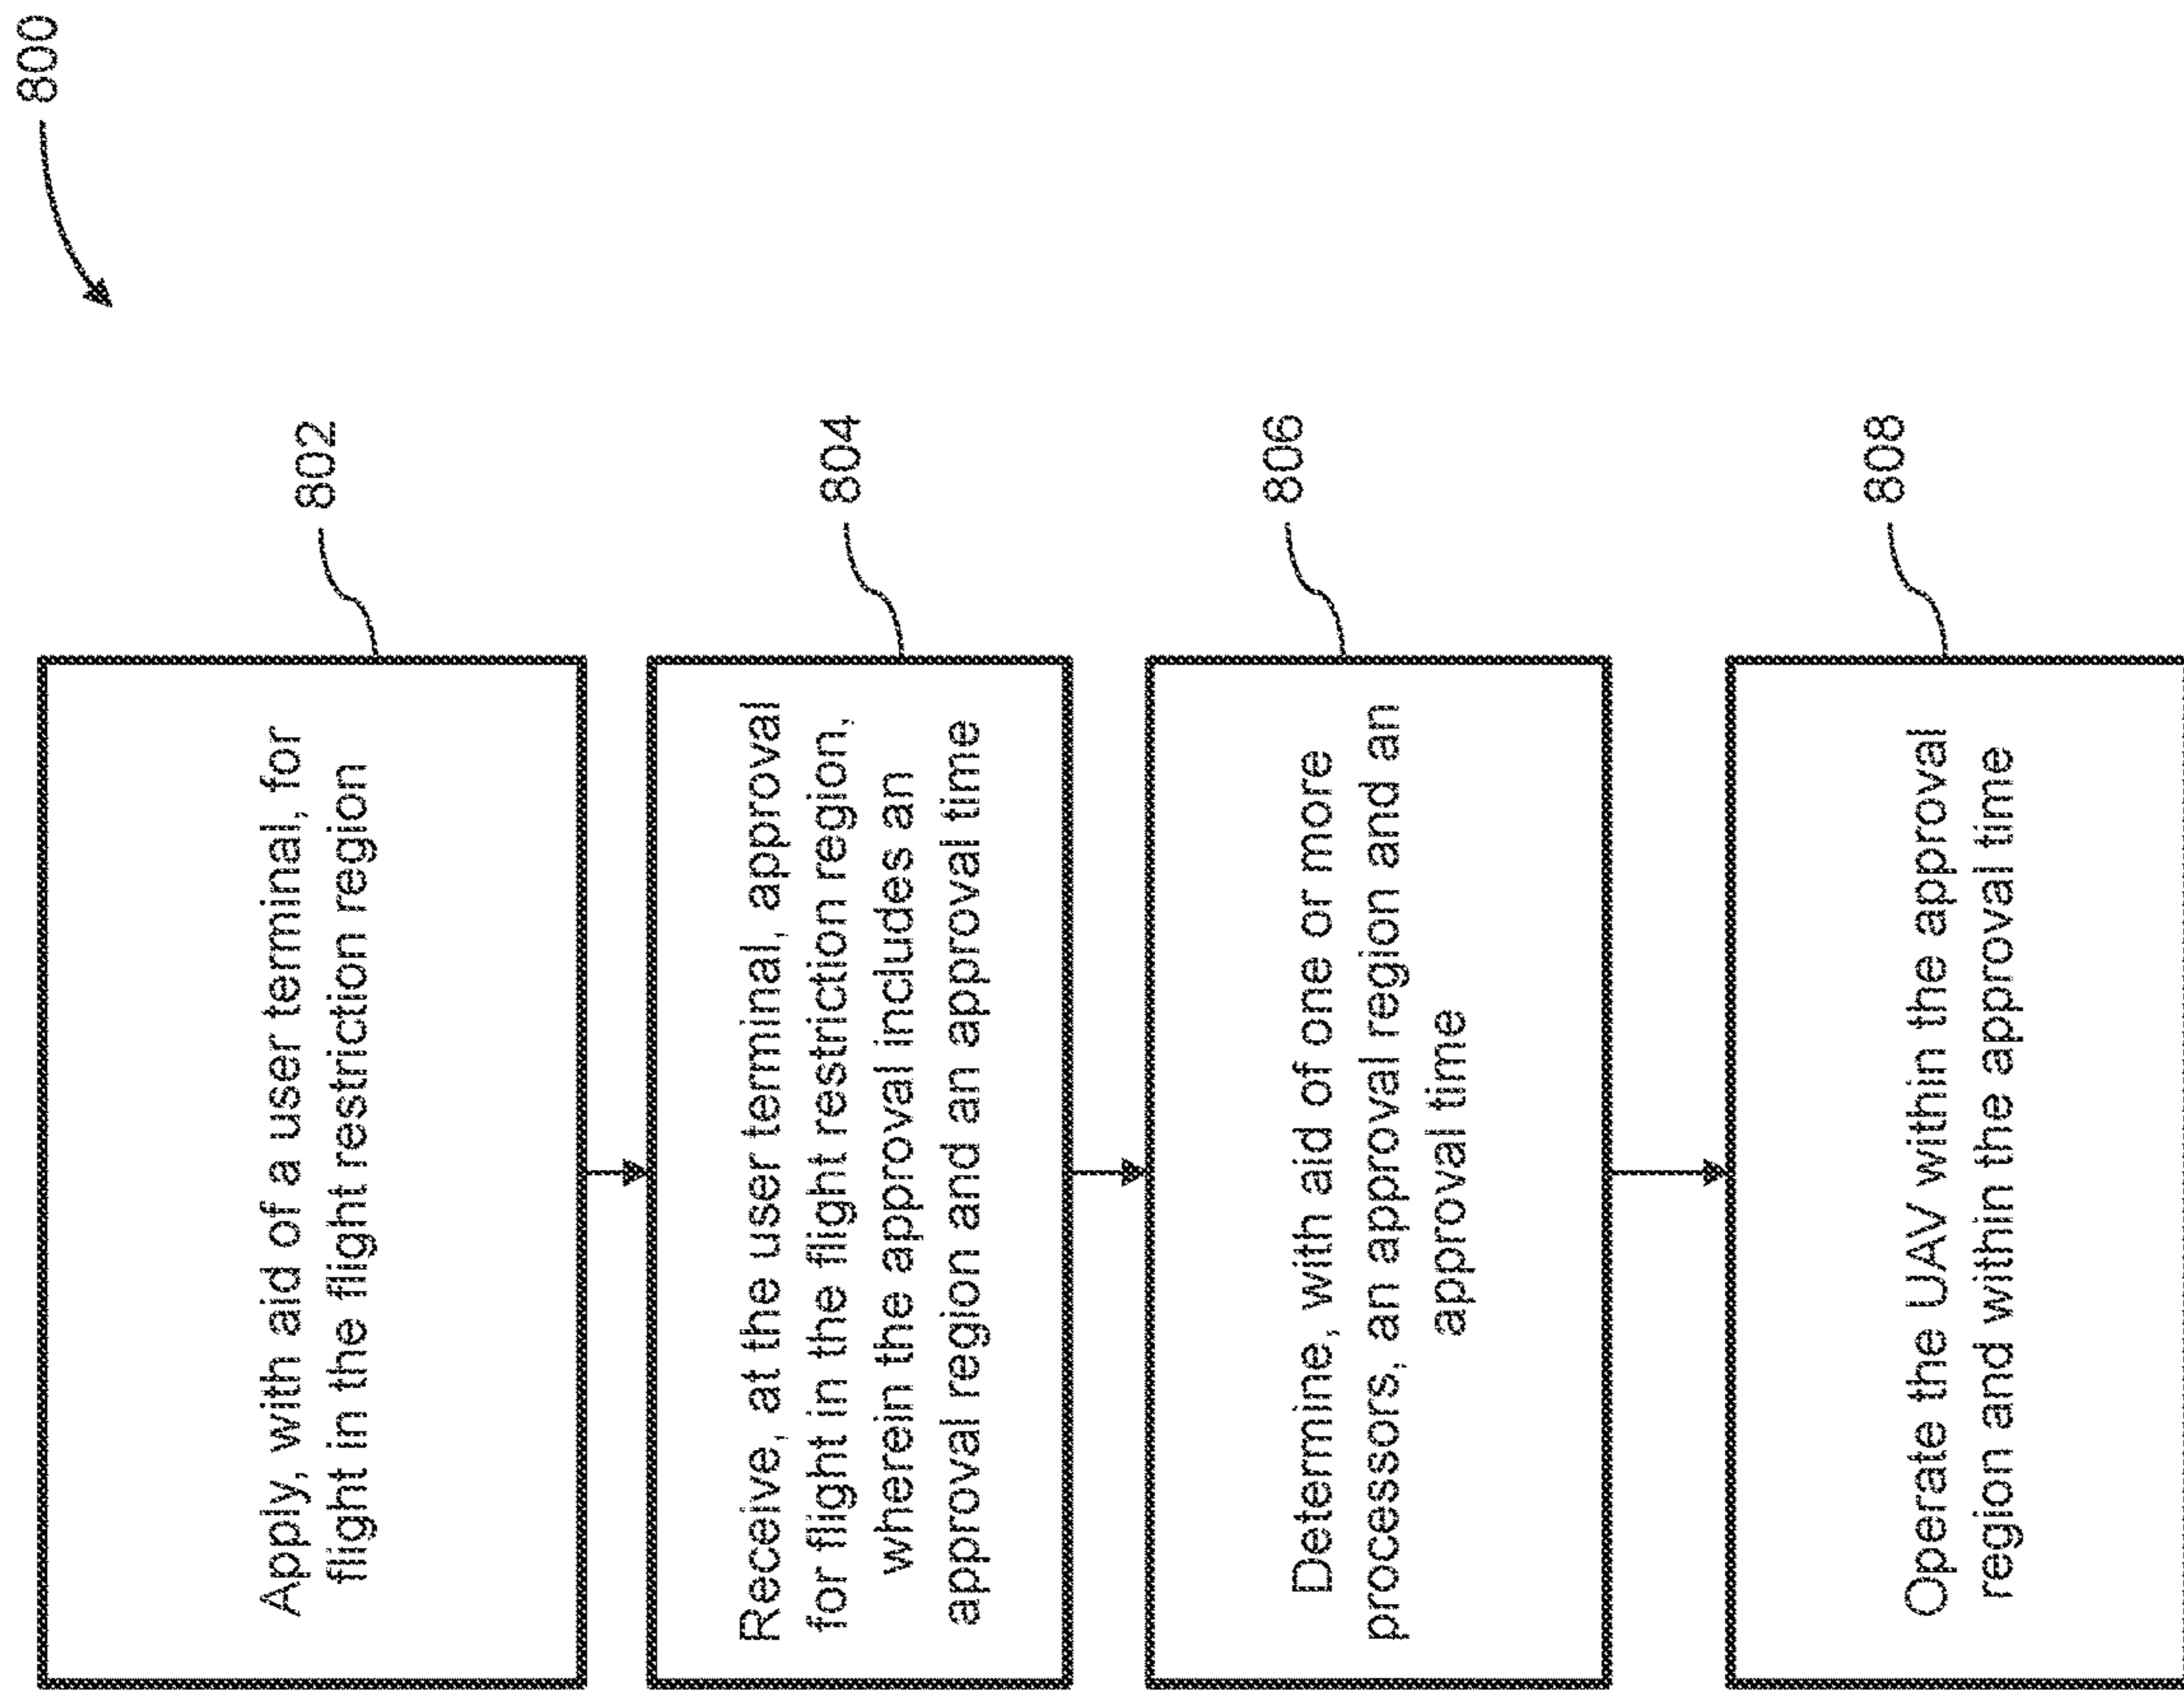 800
802
Apply, with aid of a user terminal, for
flight in the flight restriction region
804
Receive, at the user terminal, approval
for flight in the flight restriction region,
wherein the approval includes an
approval region and an approval time
806
Determine, with aid of one or more
processors, an approval region and an
approval time
808
Operate the UAV within the approval
region and within the approval time